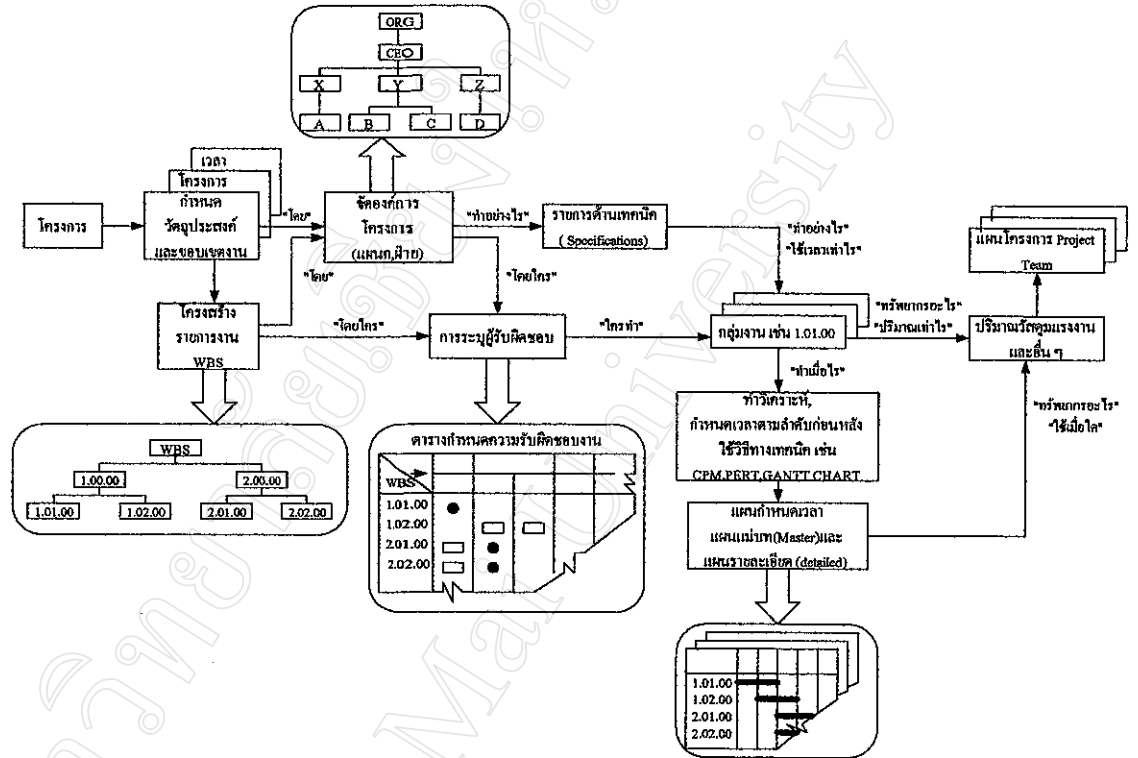 ORG
CEO
X Y Z
A B C D
เวลา
โครงการ
โครงการ
กำหนด
วัตถุประสงค์
และขอบเขตงาน
"โดย"
"โดย"
จัดองค์การ
โครงการ
(แผนก,ฝ่าย)
"ทำอย่างไร"
"โดยใคร"
รายการด้านเทคนิค
( Specifications)
"ทำอย่างไร"
"ใช้เวลาเท่าไร"
แผนโครงการ Project
Team
โครงสร้าง
รายการงาน
WBS
"โดยใคร"
การระบุผู้รับผิดชอบ
"ใครทำ"
กลุ่มงาน เช่น 1.01.00
"ทรัพยากรอะไร"
"ปริมาณเท่าไร"
ปริมาณวัสดุมแรงงาน
และอื่น ๆ
"ทำเมื่อไร"
ทำวิเคราะห์,
กำหนดเวลาตามลำดับก่อนหลัง
ใช้วิธีทางเทคนิค เช่น
CPM,PERT,GANTT CHART
"ทรัพยากรอะไร"
"ใช้เมื่อใด"
แผนกำหนดเวลา
แผนแม่บท(Master)และ
แผนรายละเอียด (detailed)
WBS
1.00.00 2.00.00
1.01.00 1.02.00 2.01.00 2.02.00
ตารางกำหนดความรับผิดชอบงาน
WBS
1.01.00
1.02.00
2.01.00
2.02.00
1.01.00
1.02.00
2.01.00
2.02.00